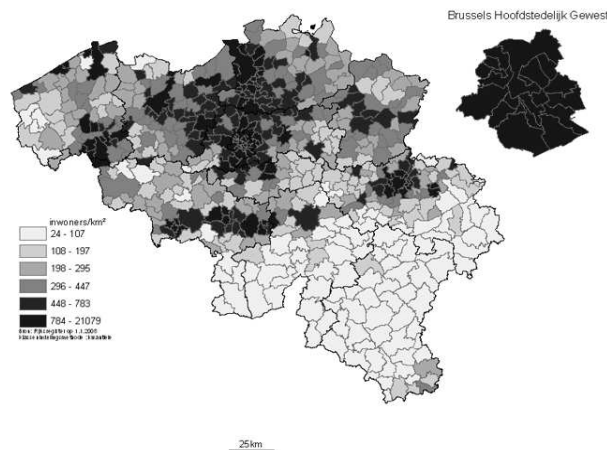 Brussels Hoofdstedelijk Gewest
inwoners/km²
24 - 107
108 - 197
198 - 295
296 - 447
448 - 783
784 - 21079
25km